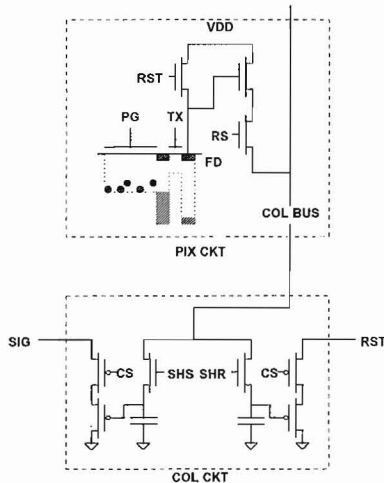 VDD
RST
PG TX
RS
FD
COL BUS
PIX CKT
SIG RST
CS SHS SHR CS
COL CKT